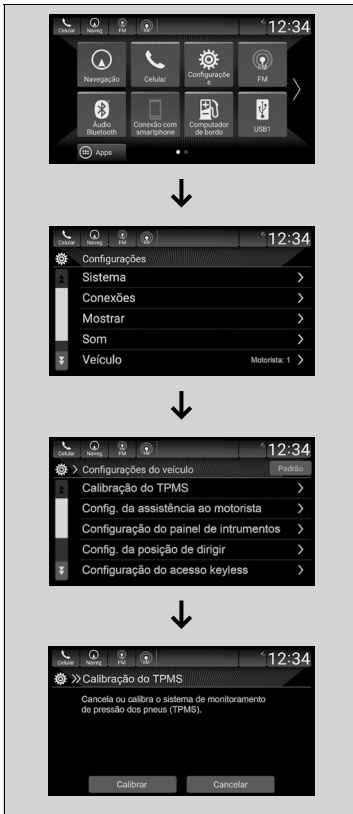 Celular Naveg FM 12:34
Navegação Celular Configuraçõe FM
s
Áudio Conexão com Computador USB1
Bluetooth smartphone de bordo
Apps
Celular Naveg FM 12:34
Configurações
Sistema
Conexões
Mostrar
Som
Veículo Motorista: 1
Celular Naveg FM 12:34
Configurações do veículo Padrão
Calibração do TPMS
Config. da assistência ao motorista
Configuração do painel de intrumentos
Config. da posição de dirigir
Configuração do acesso keyless
Celular Naveg FM 12:34
Calibração do TPMS
Cancela ou calibra o sistema de monitoramento
de pressão dos pneus (TPMS).
Calibrar Cancelar